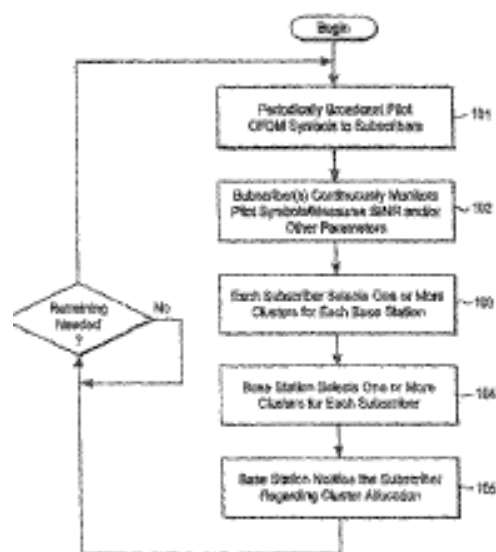 Begin
Periodically Broadcast Pilot
OFDM Symbols to Subscribers
101
Subscriber(s) Continuously Monitors
Pilot Symbols/Measures SINR and/or
Other Parameters
102
Each Subscriber Selects One or More
Clusters for Each Base Station
103
Base Station Selects One or More
Clusters for Each Subscriber
104
Base Station Notifies the Subscriber
Regarding Cluster Allocation
105
Retraining
Needed
?
No